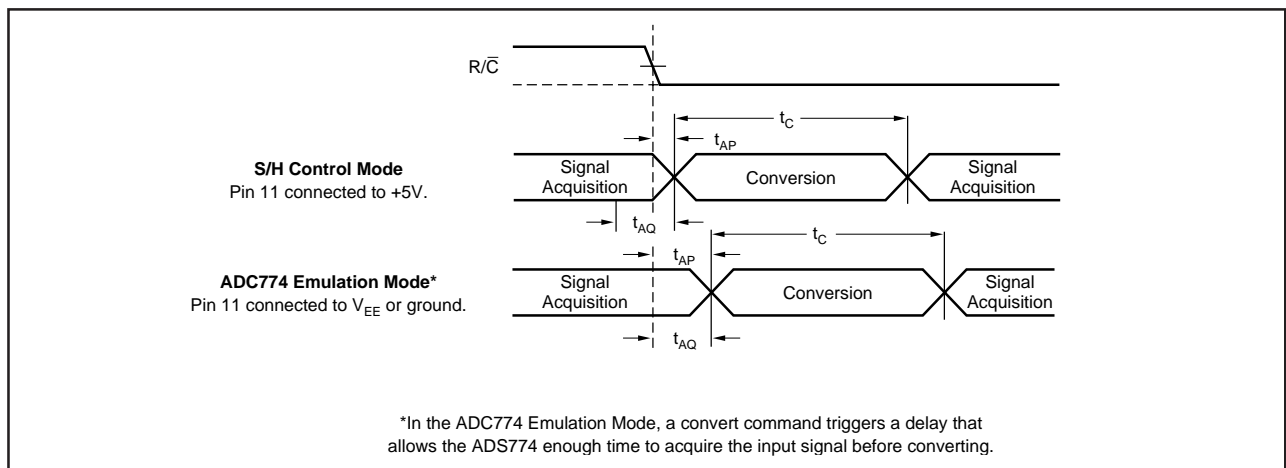 R/C̅
t_C
t_AP
S/H Control Mode
Pin 11 connected to +5V.
Signal
Acquisition
Conversion
Signal
Acquisition
t_AQ
t_C
t_AP
ADC774 Emulation Mode*
Pin 11 connected to V_EE or ground.
Signal
Acquisition
Conversion
Signal
Acquisition
t_AQ
*In the ADC774 Emulation Mode, a convert command triggers a delay that
allows the ADS774 enough time to acquire the input signal before converting.